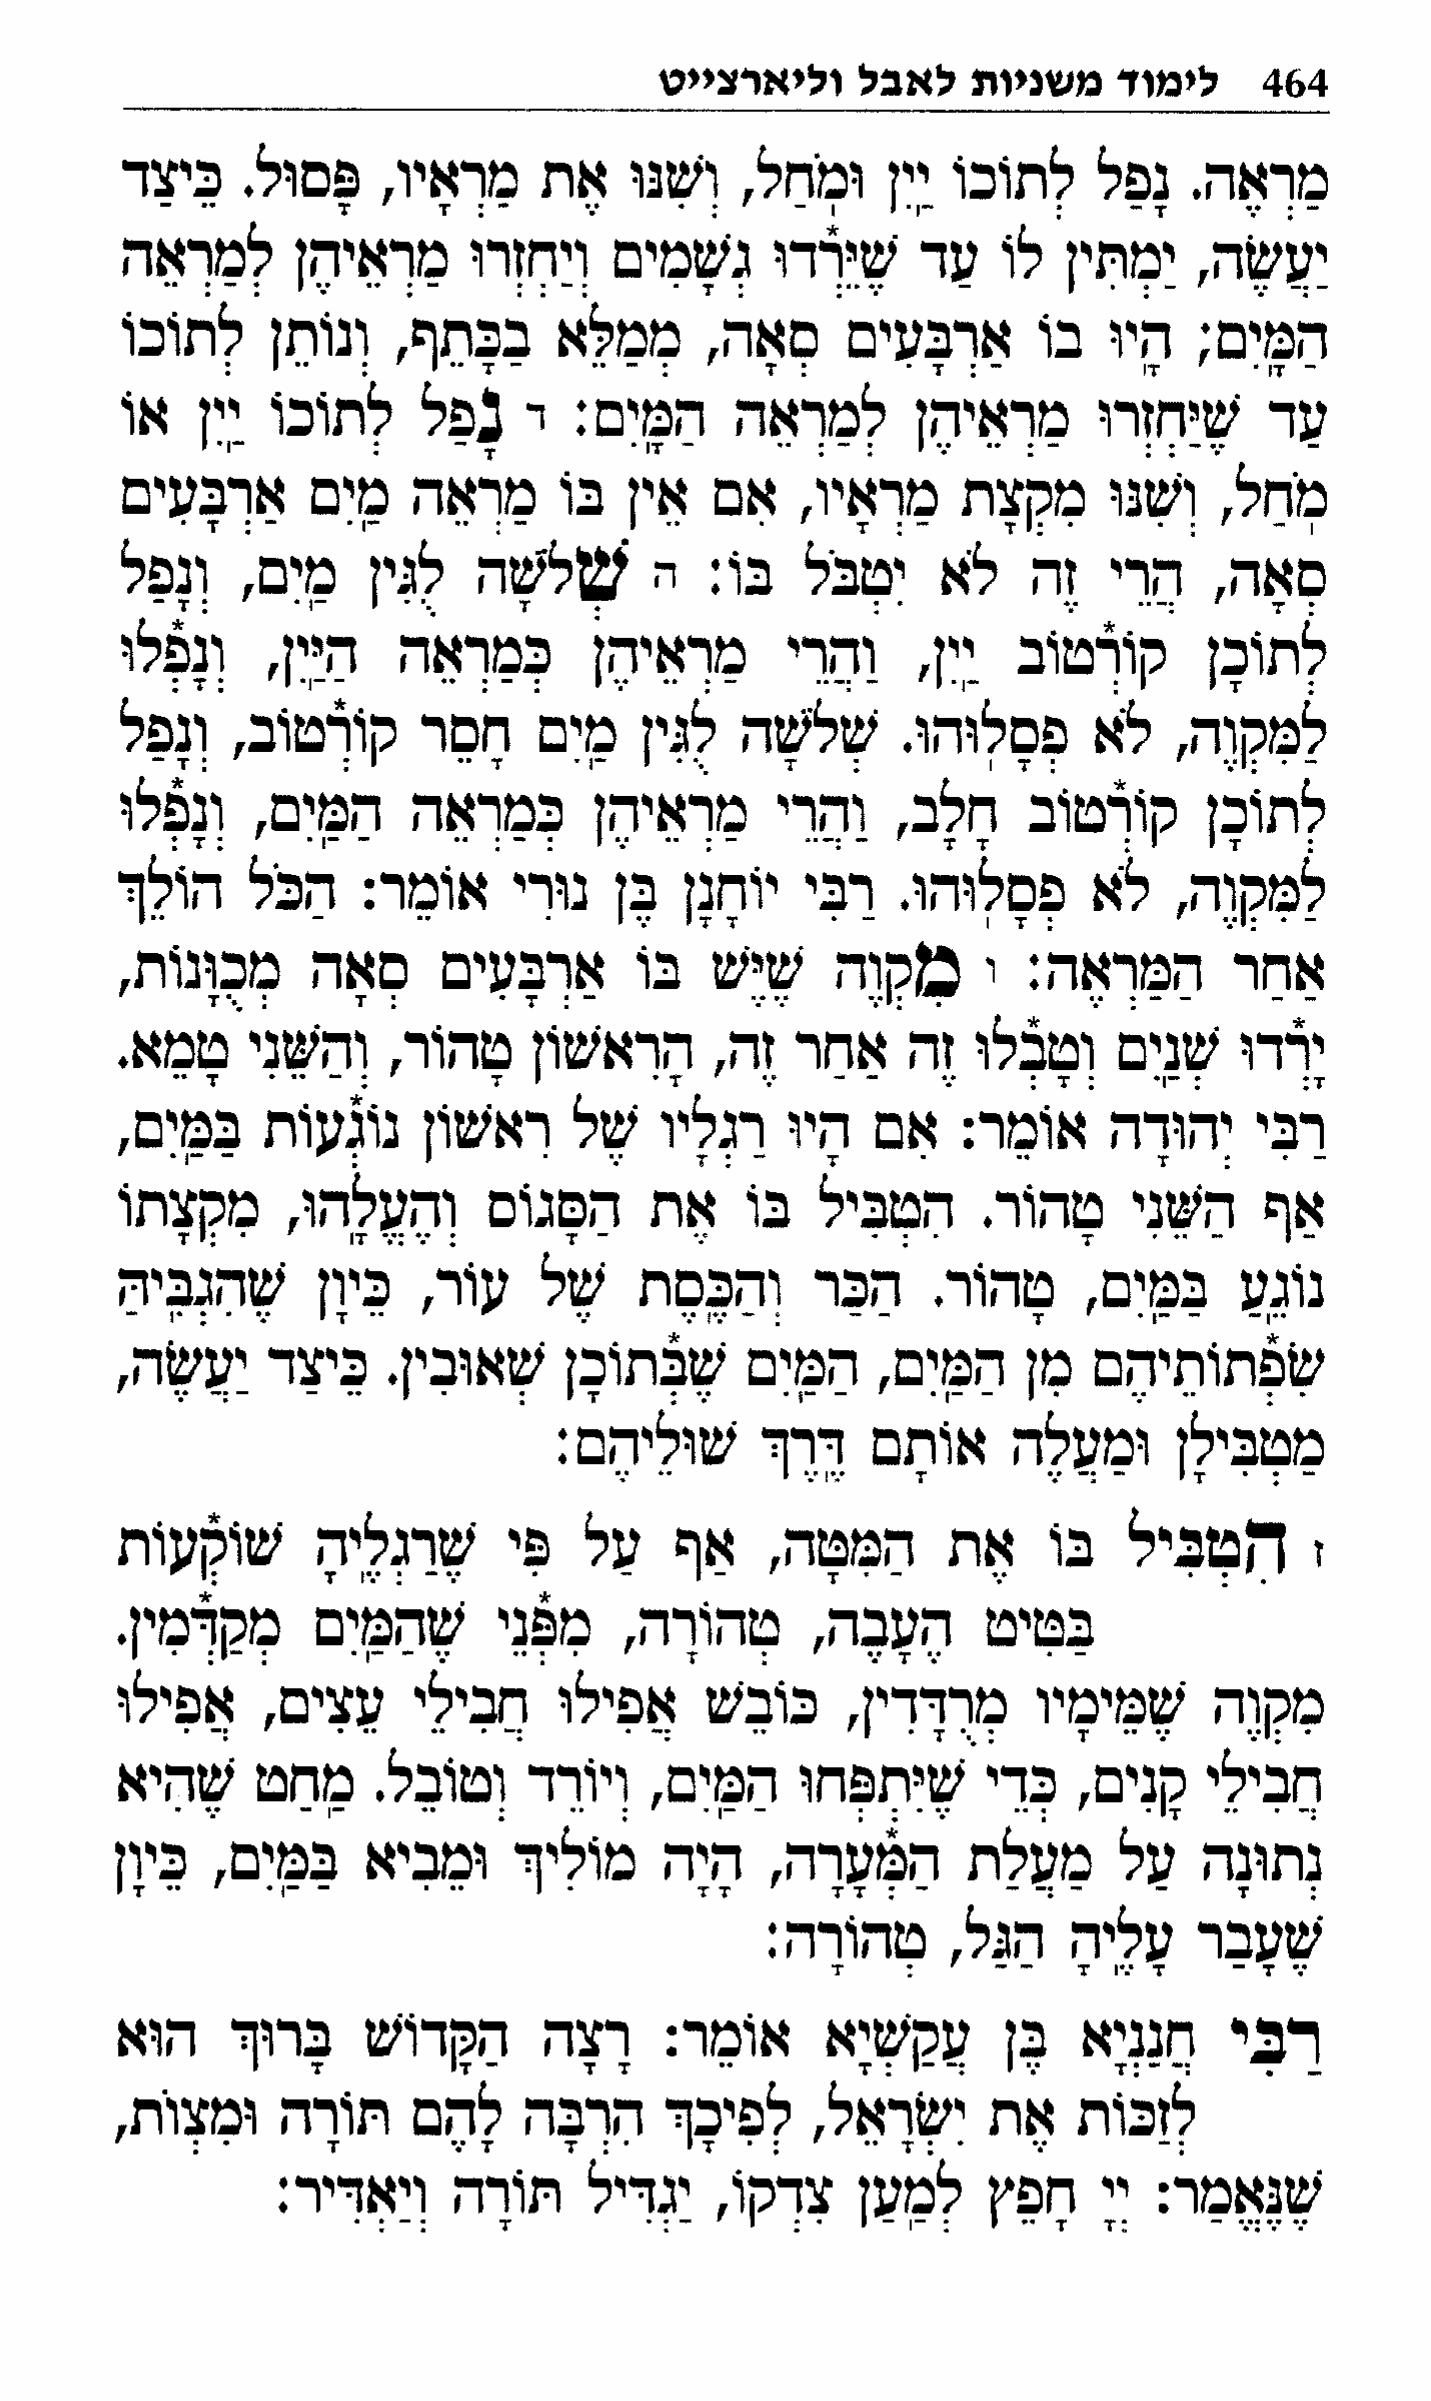 464 לימוד משניות לאבל וליארצייט
מַרְאֶה. נָפַל לְתוֹכוֹ יַיִן וּמֹחַל, וְשִׁנּוּ אֶת מַרְאָיו, פָּסוּל. כֵּיצַד
יַעֲשֶׂה, יַמְתִּין לוֹ עַד שֶׁיֵּרְדוּ גְשָׁמִים וְיַחְזְרוּ מַרְאֵיהֶן לְמַרְאֵה
הַמָּיִם; הָיוּ בוֹ אַרְבָּעִים סְאָה, מְמַלֵּא בַכָּתֵף, וְנוֹתֵן לְתוֹכוֹ
עַד שֶׁיַּחְזְרוּ מַרְאֵיהֶן לְמַרְאֵה הַמָּיִם: ד נָפַל לְתוֹכוֹ יַיִן אוֹ
מֹחַל, וְשִׁנּוּ מִקְצָת מַרְאָיו, אִם אֵין בּוֹ מַרְאֵה מַיִם אַרְבָּעִים
סְאָה, הֲרֵי זֶה לֹא יִטְבֹּל בּוֹ: ה שְׁלֹשָׁה לֻגִּין מַיִם, וְנָפַל
לְתוֹכָן קוֹרְטוֹב יַיִן, וַהֲרֵי מַרְאֵיהֶן כְּמַרְאֵה הַיַּיִן, וְנָפְלוּ
לַמִּקְוֶה, לֹא פְסָלוּהוּ. שְׁלֹשָׁה לֻגִּין מַיִם חָסֵר קוֹרְטוֹב, וְנָפַל
לְתוֹכָן קוֹרְטוֹב חָלָב, וַהֲרֵי מַרְאֵיהֶן כְּמַרְאֵה הַמַּיִם, וְנָפְלוּ
לַמִּקְוֶה, לֹא פְסָלוּהוּ. רַבִּי יוֹחָנָן בֶּן נוּרִי אוֹמֵר: הַכֹּל הוֹלֵךְ
אַחַר הַמַּרְאֶה: ו מִקְוֶה שֶׁיֶּשׁ בּוֹ אַרְבָּעִים סְאָה מְכֻוָּנוֹת,
יָרְדוּ שְׁנַיִם וְטָבְלוּ זֶה אַחַר זֶה, הָרִאשׁוֹן טָהוֹר, וְהַשֵּׁנִי טָמֵא.
רַבִּי יְהוּדָה אוֹמֵר: אִם הָיוּ רַגְלָיו שֶׁל רִאשׁוֹן נוֹגְעוֹת בַּמַּיִם,
אַף הַשֵּׁנִי טָהוֹר. הִטְבִּיל בּוֹ אֶת הַסָּגוֹס וְהֶעֱלָהוּ, מִקְצָתוֹ
נוֹגֵעַ בַּמַּיִם, טָהוֹר. הַכַּר וְהַכֶּסֶת שֶׁל עוֹר, כֵּיוָן שֶׁהִגְבִּיהַּ
שִׂפְתוֹתֵיהֶם מִן הַמַּיִם, הַמַּיִם שֶׁבְּתוֹכָן שְׁאוּבִין. כֵּיצַד יַעֲשֶׂה,
מַטְבִּילָן וּמַעֲלֶה אוֹתָם דֶּרֶךְ שׁוּלֵיהֶם:
ז הִטְבִּיל בּוֹ אֶת הַמִּטָּה, אַף עַל פִּי שֶׁרַגְלֶיהָ שׁוֹקְעוֹת
בַּטִּיט הֶעָבֶה, טְהוֹרָה, מִפְּנֵי שֶׁהַמַּיִם מְקַדְּמִין.
מִקְוֶה שֶׁמֵּימָיו מְרֻדָּדִין, כּוֹבֵשׁ אֲפִילוּ חֲבִילֵי עֵצִים, אֲפִילוּ
חֲבִילֵי קָנִים, כְּדֵי שֶׁיִּתְפְּחוּ הַמַּיִם, וְיוֹרֵד וְטוֹבֵל. מַחַט שֶׁהִיא
נְתוּנָה עַל מַעֲלַת הַמְּעָרָה, הָיָה מוֹלִיךְ וּמֵבִיא בַּמַּיִם, כֵּיוָן
שֶׁעָבַר עָלֶיהָ הַגַּל, טְהוֹרָה:
רַבִּי חֲנַנְיָא בֶּן עֲקַשְׁיָא אוֹמֵר: רָצָה הַקָּדוֹשׁ בָּרוּךְ הוּא
לְזַכּוֹת אֶת יִשְׂרָאֵל, לְפִיכָךְ הִרְבָּה לָהֶם תּוֹרָה וּמִצְוֹת,
שֶׁנֶּאֱמַר: יְיָ חָפֵץ לְמַעַן צִדְקוֹ, יַגְדִּיל תּוֹרָה וְיַאְדִּיר: